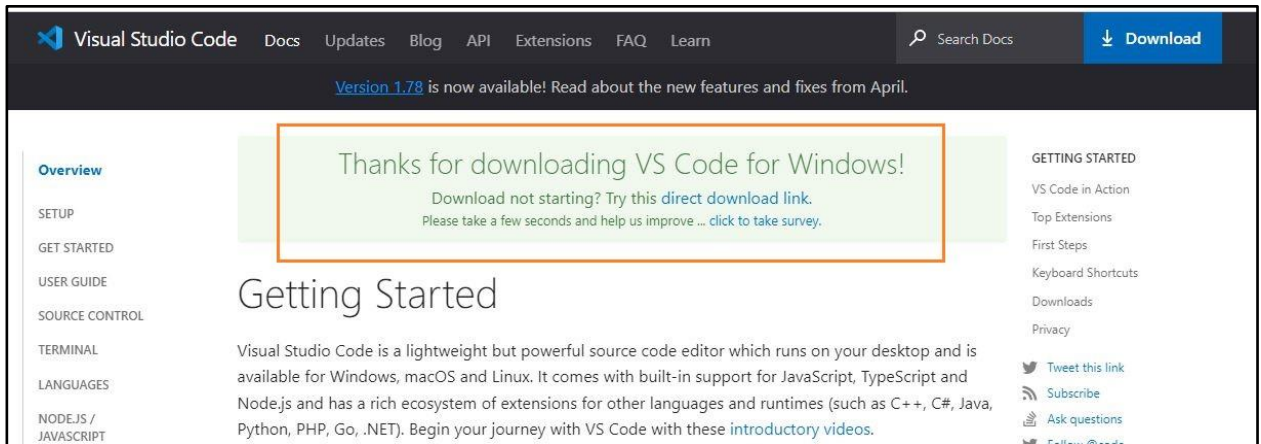 Visual Studio Code Docs Updates Blog API Extensions FAQ Learn Search Docs Download
Version 1.78 is now available! Read about the new features and fixes from April.
Overview
SETUP
GET STARTED
USER GUIDE
SOURCE CONTROL
TERMINAL
LANGUAGES
NODE.JS /
JAVASCRIPT
Thanks for downloading VS Code for Windows!
Download not starting? Try this direct download link.
Please take a few seconds and help us improve ... click to take survey.
Getting Started
Visual Studio Code is a lightweight but powerful source code editor which runs on your desktop and is
available for Windows, macOS and Linux. It comes with built-in support for JavaScript, TypeScript and
Node.js and has a rich ecosystem of extensions for other languages and runtimes (such as C++, C#, Java,
Python, PHP, Go, .NET). Begin your journey with VS Code with these introductory videos.
GETTING STARTED
VS Code in Action
Top Extensions
First Steps
Keyboard Shortcuts
Downloads
Privacy
Tweet this link
Subscribe
Ask questions
Follow @code